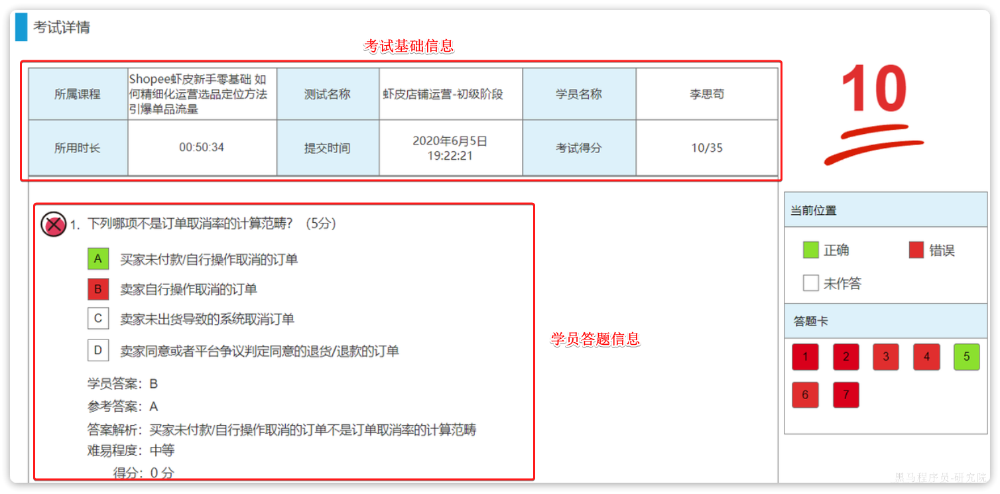 考试详情
考试基础信息
所属课程
Shopee虾皮新手零基础 如
何精细化运营选品定位方法
引爆单品流量
测试名称
虾皮店铺运营-初级阶段
学员名称
李思苟
所用时长
00:50:34
提交时间
2020年6月5日
19:22:21
考试得分
10/35
10
1. 下列哪项不是订单取消率的计算范畴? (5分)
A 买家未付款/自行操作取消的订单
B 卖家自行操作取消的订单
C 卖家未出货导致的系统取消订单
D 卖家同意或者平台争议判定同意的退货/退款的订单
学员答案: B
参考答案: A
答案解析: 买家未付款/自行操作取消的订单不是订单取消率的计算范畴
难易程度: 中等
得分: 0 分
学员答题信息
当前位置
正确 错误
未作答
答题卡
1 2 3 4 5
6 7
黑马程序员-研究院